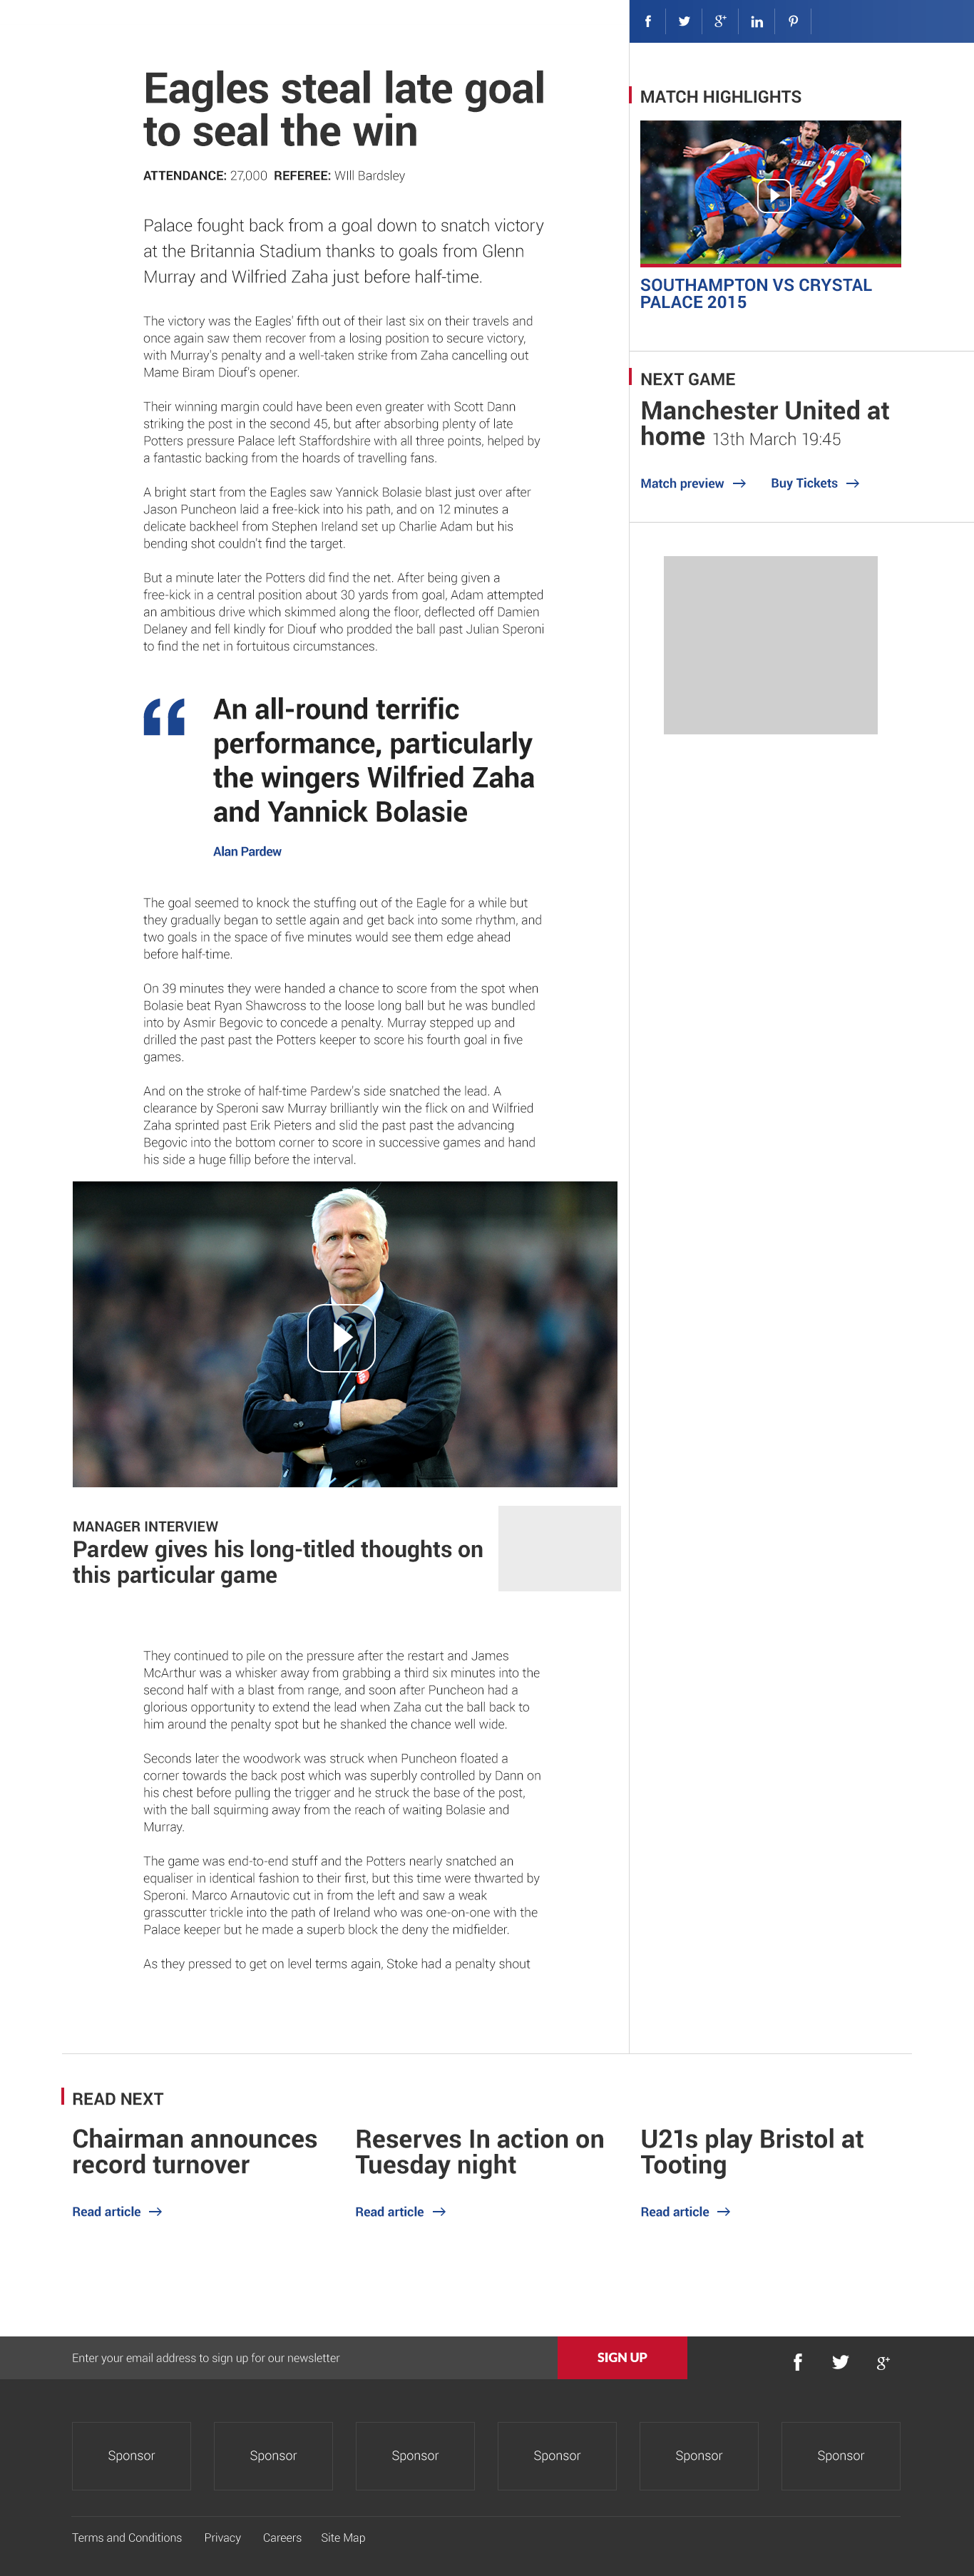 Eagles steal late goal
to seal the win
ATTENDANCE: 27,000 REFEREE: WIll Bardsley
Palace fought back from a goal down to snatch victory
at the Britannia Stadium thanks to goals from Glenn
Murray and Wilfried Zaha just before half-time.
The victory was the Eagles' fifth out of their last six on their travels and
once again saw them recover from a losing position to secure victory,
with Murray's penalty and a well-taken strike from Zaha cancelling out
Mame Biram Diouf's opener.
Their winning margin could have been even greater with Scott Dann
striking the post in the second 45, but after absorbing plenty of late
Potters pressure Palace left Staffordshire with all three points, helped by
a fantastic backing from the hoards of travelling fans.
A bright start from the Eagles saw Yannick Bolasie blast just over after
Jason Puncheon laid a free-kick into his path, and on 12 minutes a
delicate backheel from Stephen Ireland set up Charlie Adam but his
bending shot couldn't find the target.
But a minute later the Potters did find the net. After being given a
free-kick in a central position about 30 yards from goal, Adam attempted
an ambitious drive which skimmed along the floor, deflected off Damien
Delaney and fell kindly for Diouf who prodded the ball past Julian Speroni
to find the net in fortuitous circumstances.
“ An all-round terrific
performance, particularly
the wingers Wilfried Zaha
and Yannick Bolasie
Alan Pardew
The goal seemed to knock the stuffing out of the Eagle for a while but
they gradually began to settle again and get back into some rhythm, and
two goals in the space of five minutes would see them edge ahead
before half-time.
On 39 minutes they were handed a chance to score from the spot when
Bolasie beat Ryan Shawcross to the loose long ball but he was bundled
into by Asmir Begovic to concede a penalty. Murray stepped up and
drilled the past past the Potters keeper to score his fourth goal in five
games.
And on the stroke of half-time Pardew's side snatched the lead. A
clearance by Speroni saw Murray brilliantly win the flick on and Wilfried
Zaha sprinted past Erik Pieters and slid the past past the advancing
Begovic into the bottom corner to score in successive games and hand
his side a huge fillip before the interval.
MANAGER INTERVIEW
Pardew gives his long-titled thoughts on
this particular game
They continued to pile on the pressure after the restart and James
McArthur was a whisker away from grabbing a third six minutes into the
second half with a blast from range, and soon after Puncheon had a
glorious opportunity to extend the lead when Zaha cut the ball back to
him around the penalty spot but he shanked the chance well wide.
Seconds later the woodwork was struck when Puncheon floated a
corner towards the back post which was superbly controlled by Dann on
his chest before pulling the trigger and he struck the base of the post,
with the ball squirming away from the reach of waiting Bolasie and
Murray.
The game was end-to-end stuff and the Potters nearly snatched an
equaliser in identical fashion to their first, but this time were thwarted by
Speroni. Marco Arnautovic cut in from the left and saw a weak
grasscutter trickle into the path of Ireland who was one-on-one with the
Palace keeper but he made a superb block the deny the midfielder.
As they pressed to get on level terms again, Stoke had a penalty shout
MATCH HIGHLIGHTS
WARD
2
SOUTHAMPTON VS CRYSTAL
PALACE 2015
NEXT GAME
Manchester United at
home 13th March 19:45
Match preview → Buy Tickets →
READ NEXT
Chairman announces
record turnover
Read article →
Reserves In action on
Tuesday night
Read article →
U21s play Bristol at
Tooting
Read article →
Enter your email address to sign up for our newsletter
SIGN UP
Sponsor Sponsor Sponsor Sponsor Sponsor Sponsor
Terms and Conditions Privacy Careers Site Map